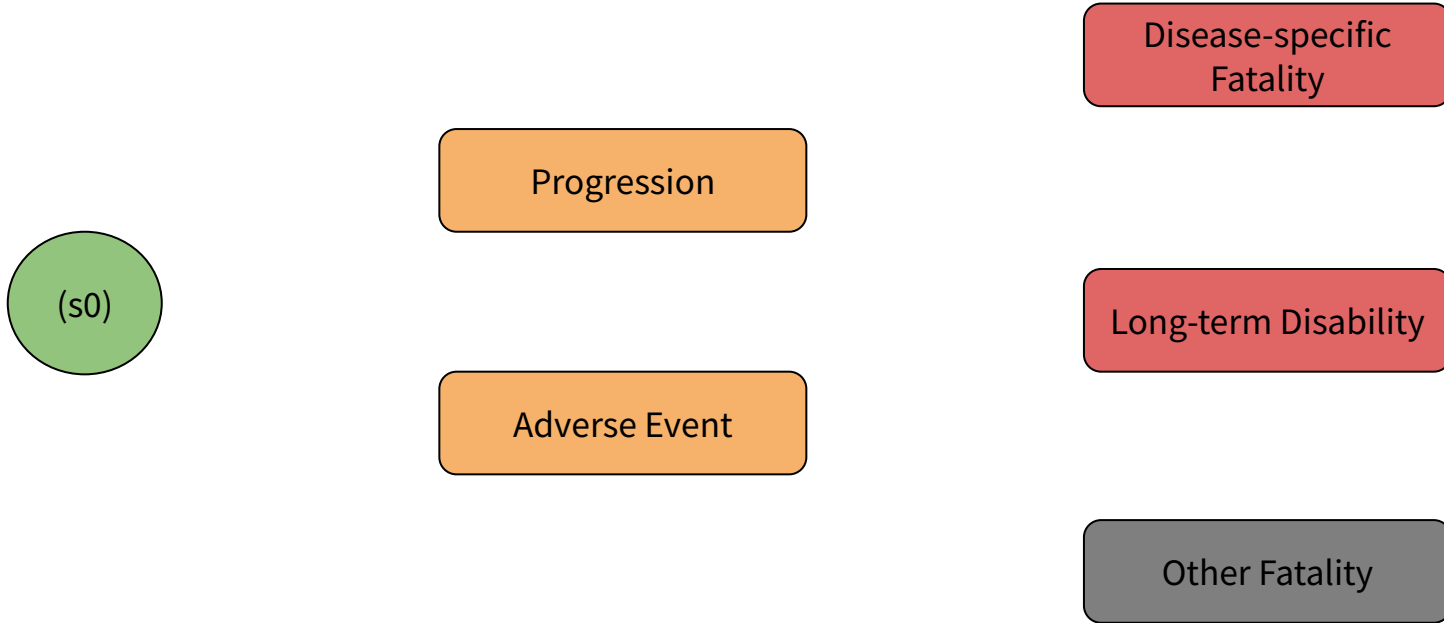 Disease-specific
Fatality
Progression
(s0)
Long-term Disability
Adverse Event
Other Fatality